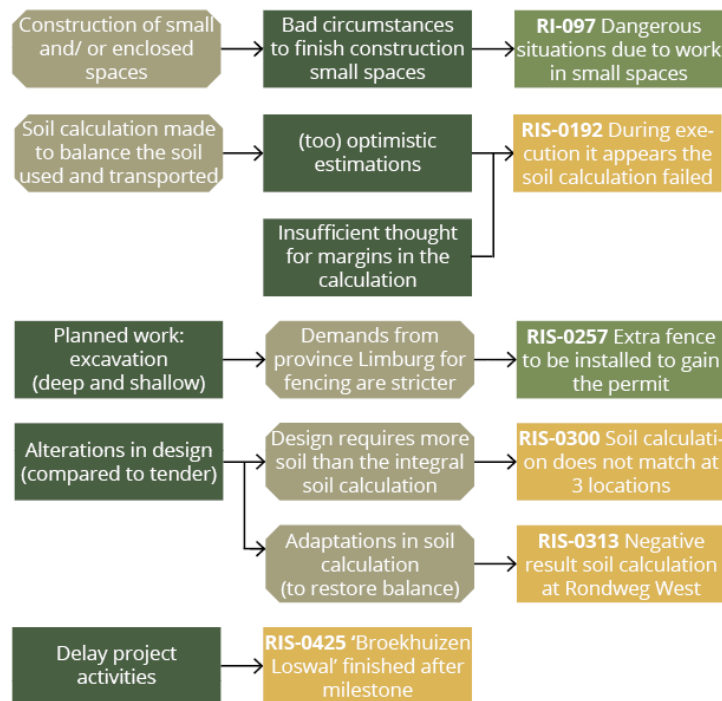 Construction of small
and/ or enclosed
spaces
Bad circumstances
to finish construction
small spaces
RI-097 Dangerous
situations due to work
in small spaces
Soil calculation made
to balance the soil
used and transported
(too) optimistic
estimations
RIS-0192 During exe-
cution it appears the
soil calculation failed
Insufficient thought
for margins in the
calculation
Planned work:
excavation
(deep and shallow)
Demands from
province Limburg for
fencing are stricter
RIS-0257 Extra fence
to be installed to gain
the permit
Alterations in design
(compared to tender)
Design requires more
soil than the integral
soil calculation
RIS-0300 Soil calculati-
on does not match at
3 locations
Adaptations in soil
calculation
(to restore balance)
RIS-0313 Negative
result soil calculation
at Rondweg West
Delay project
activities
RIS-0425 ‘Broekhuizen
Loswal’ finished after
milestone